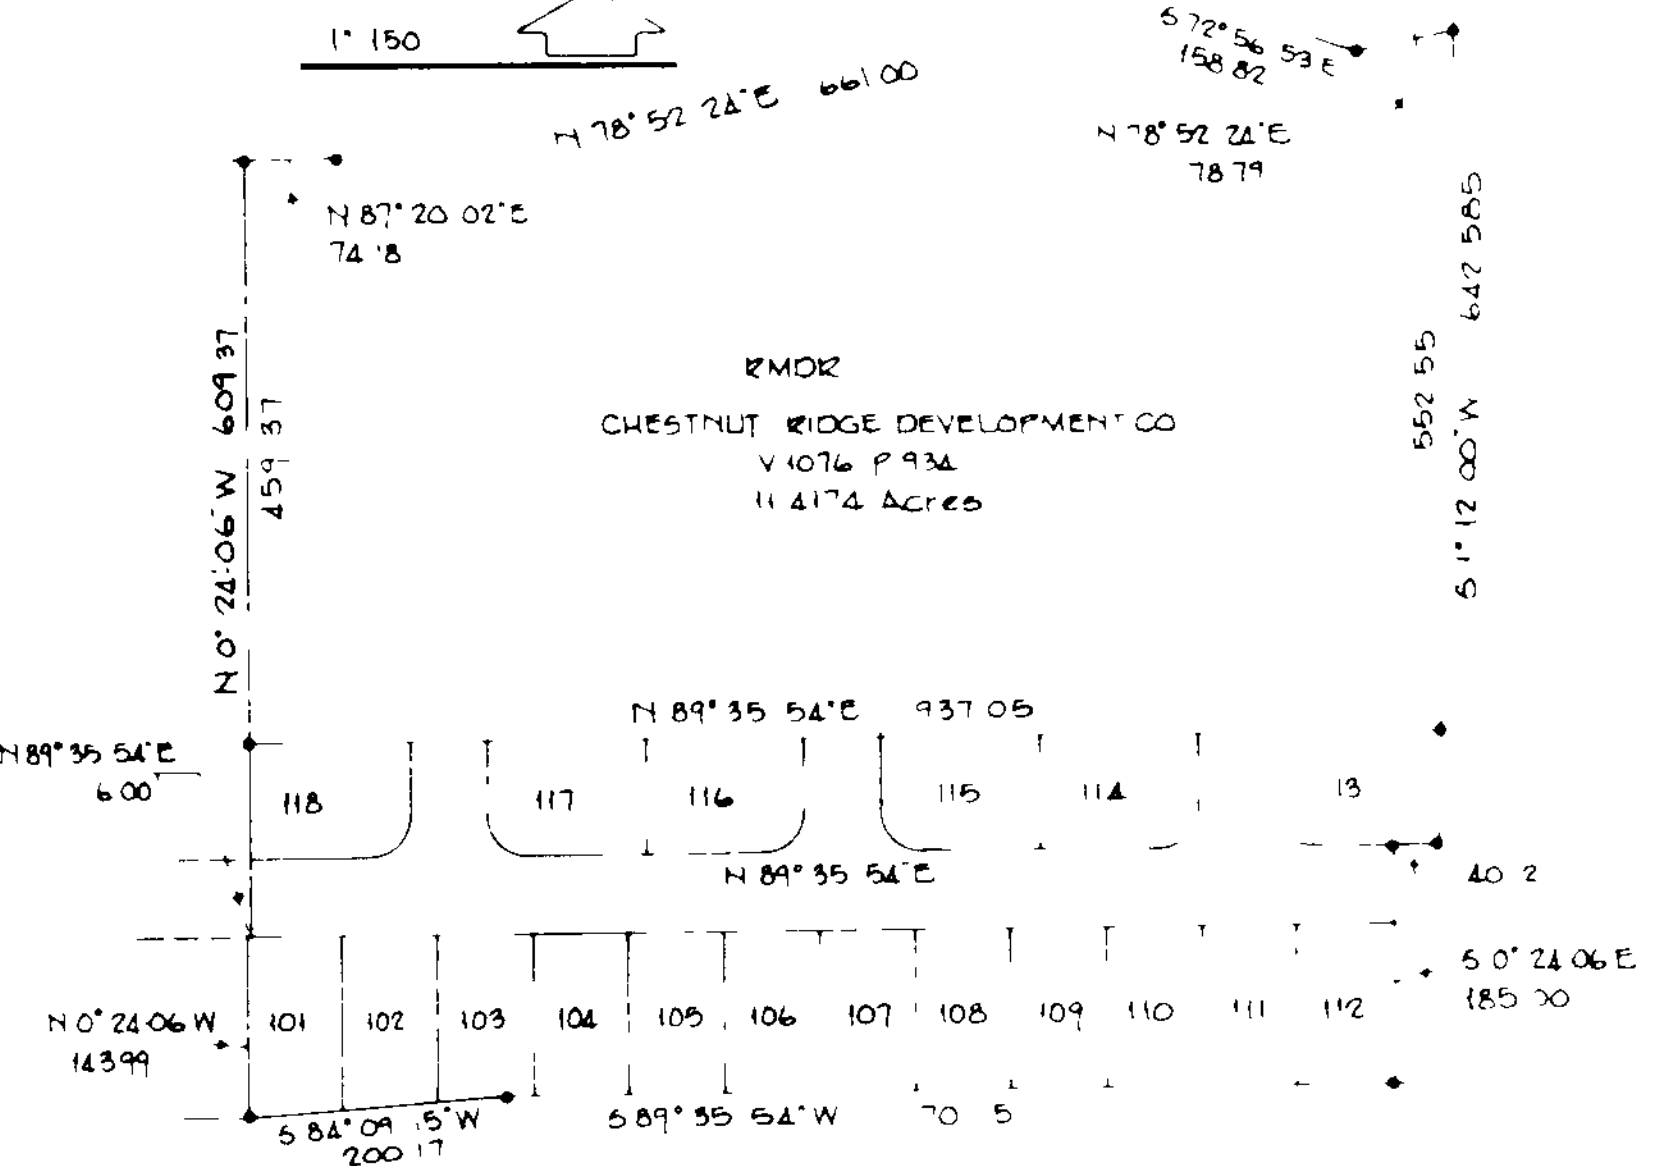 1" 150
S 72° 56 53 E
158 82
N 78° 52 24" E 661 00
N 78° 52 24" E
78 79
N 87° 20 02" E
74 18
N 0° 24' 06" W 609 37
459 37
RMDR
CHESTNUT RIDGE DEVELOPMENT CO
V 1076 P 934
11 4174 Acres
552 55
S 1° 12 00" W 642 585
N 89° 35 54" E 937 05
N 89° 35 54" E
6 00
118
117
116
115
114
13
N 89° 35 54" E
40 2
S 0° 24 06 E
185 00
N 0° 24 06 W
143 99
101 102 103 104 105 106 107 108 109 110 111 112
S 84° 09 15" W
200 17
S 89° 35 54" W 70 5